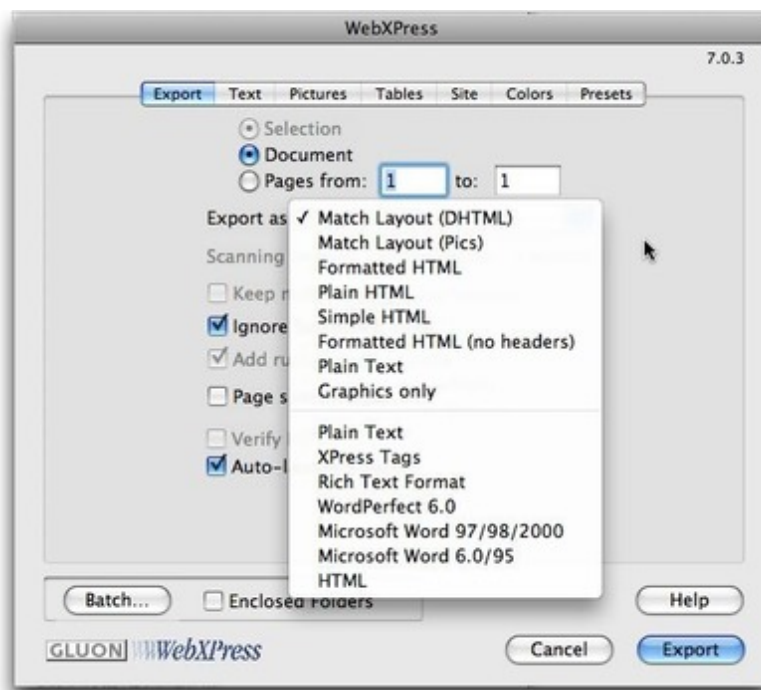 WebXPress
7.0.3
Export Text Pictures Tables Site Colors Presets
Selection
Document
Pages from: 1 to: 1
Export as ✓ Match Layout (DHTML)
Match Layout (Pics)
Scanning
Formatted HTML
Keep
Plain HTML
Simple HTML
Ignore
Formatted HTML (no headers)
Add
Plain Text
Page
Graphics only
Verify
Plain Text
XPress Tags
Rich Text Format
WordPerfect 6.0
Microsoft Word 97/98/2000
Microsoft Word 6.0/95
HTML
Batch... Enclosed Folders Help
GLUON WebXPress Cancel Export